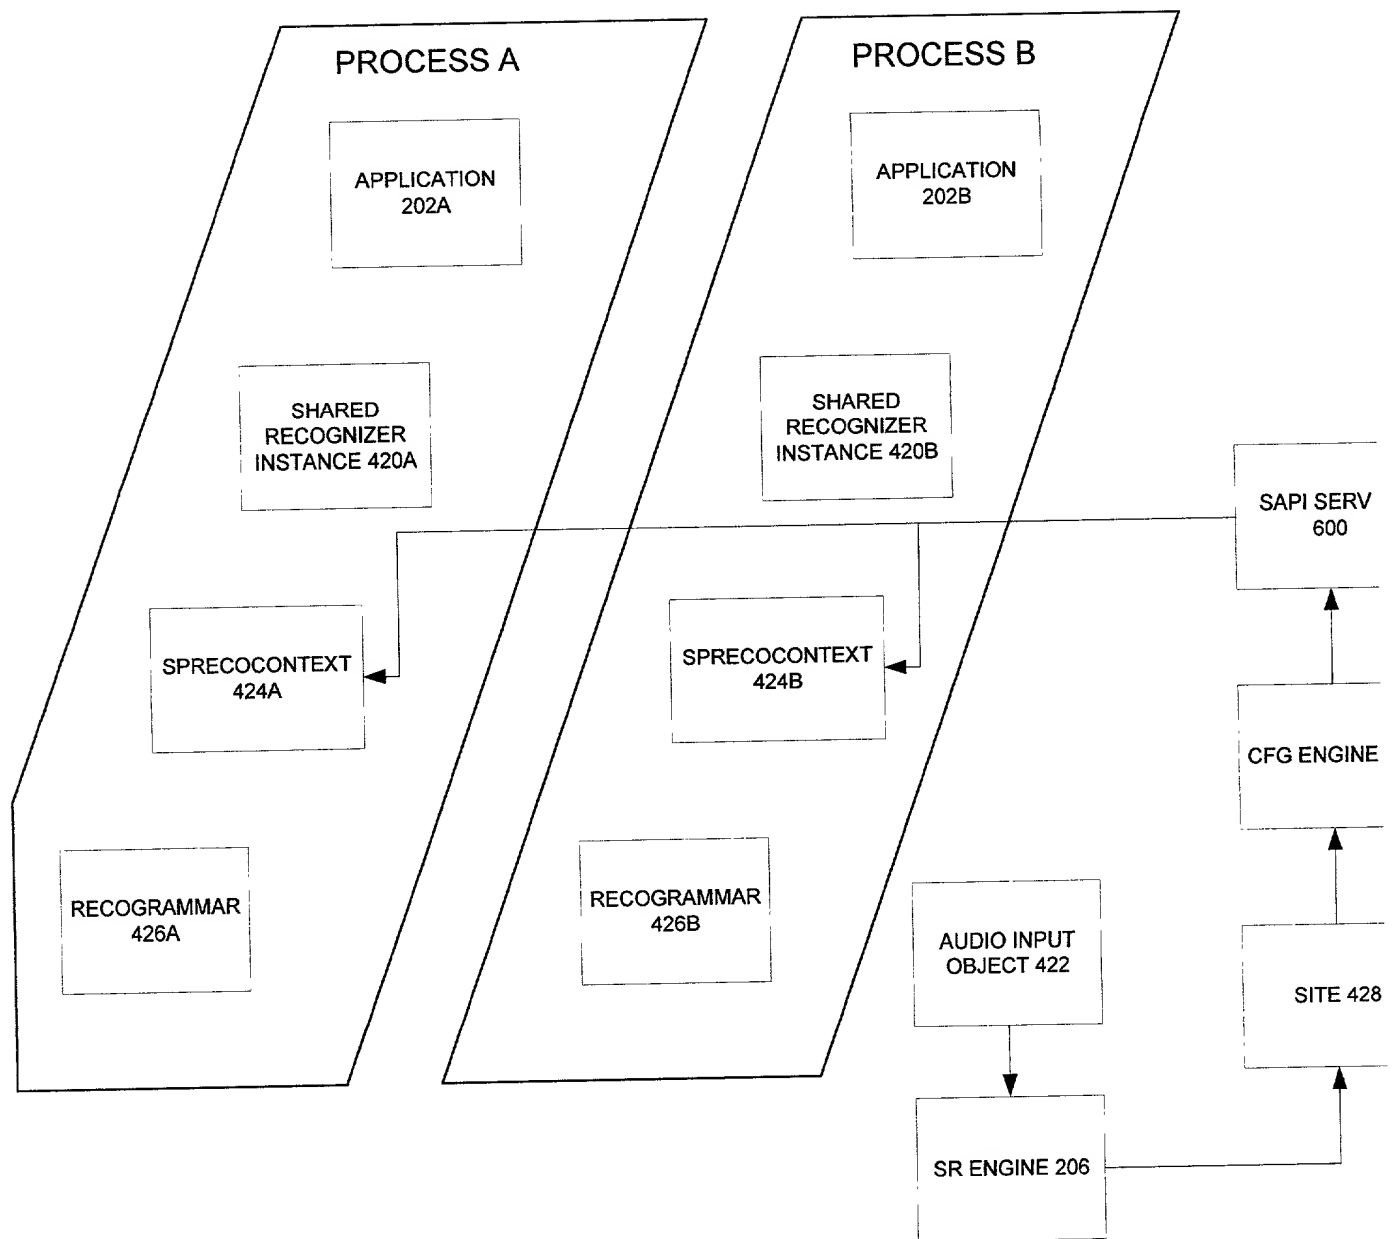 PROCESS A
APPLICATION
202A
SHARED
RECOGNIZER
INSTANCE 420A
SPRECOCONTEXT
424A
RECOGRAMMAR
426A
PROCESS B
APPLICATION
202B
SHARED
RECOGNIZER
INSTANCE 420B
SPRECOCONTEXT
424B
RECOGRAMMAR
426B
AUDIO INPUT
OBJECT 422
SR ENGINE 206
SAPI SERV
600
CFG ENGINE
SITE 428